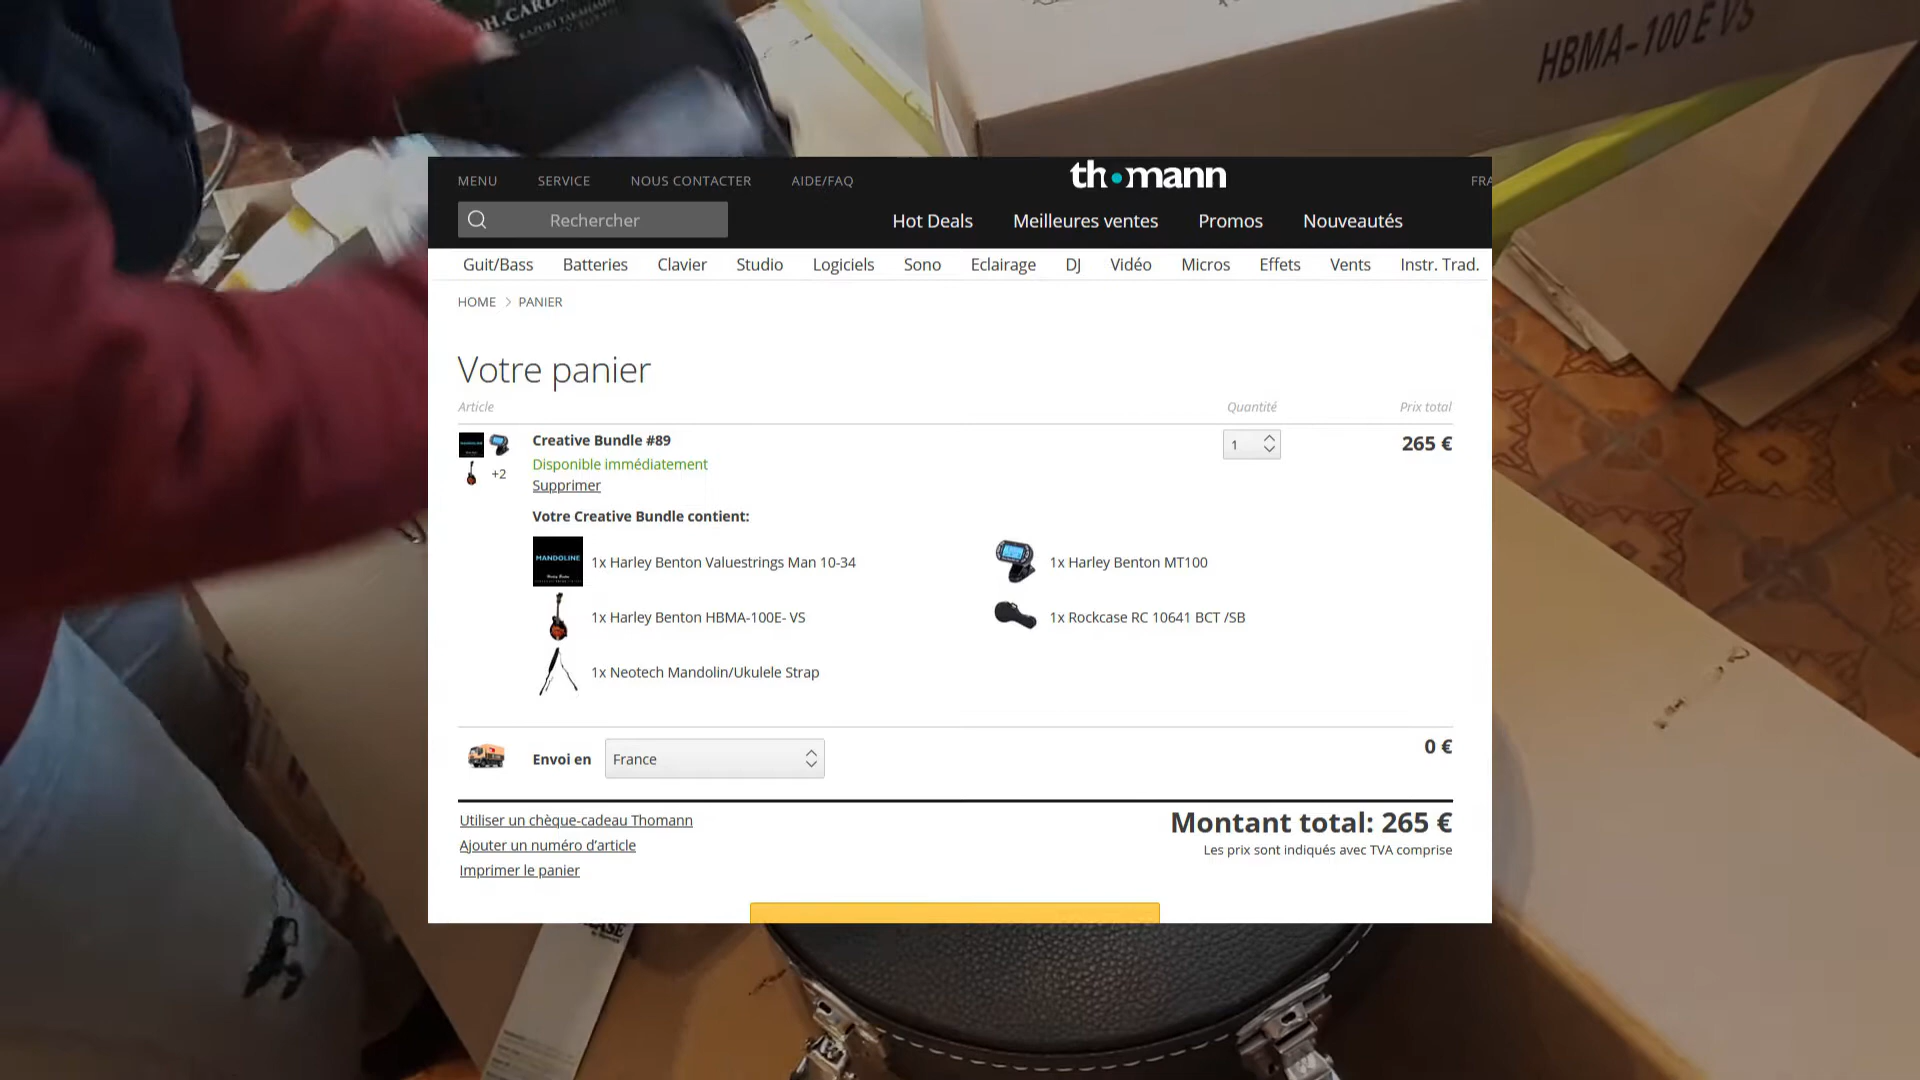 H.CARD
KAZUKI TAKAHASHI
HBMA-100 E VS
MENU SERVICE NOUS CONTACTER AIDE/FAQ thomann FRA
Rechercher Hot Deals Meilleures ventes Promos Nouveautés
Guit/Bass Batteries Clavier Studio Logiciels Sono Eclairage DJ Vidéo Micros Effets Vents Instr. Trad.
HOME > PANIER
Votre panier
Article Quantité Prix total
Creative Bundle #89 1 265 €
Disponible immédiatement
+2
Supprimer
Votre Creative Bundle contient:
MANDOLINE
1x Harley Benton Valuestrings Man 10-34 1x Harley Benton MT100
1x Harley Benton HBMA-100E- VS 1x Rockcase RC 10641 BCT /SB
1x Neotech Mandolin/Ukulele Strap
Envoi en France 0 €
Utiliser un chèque-cadeau Thomann Montant total: 265 €
Ajouter un numéro d'article Les prix sont indiqués avec TVA comprise
Imprimer le panier